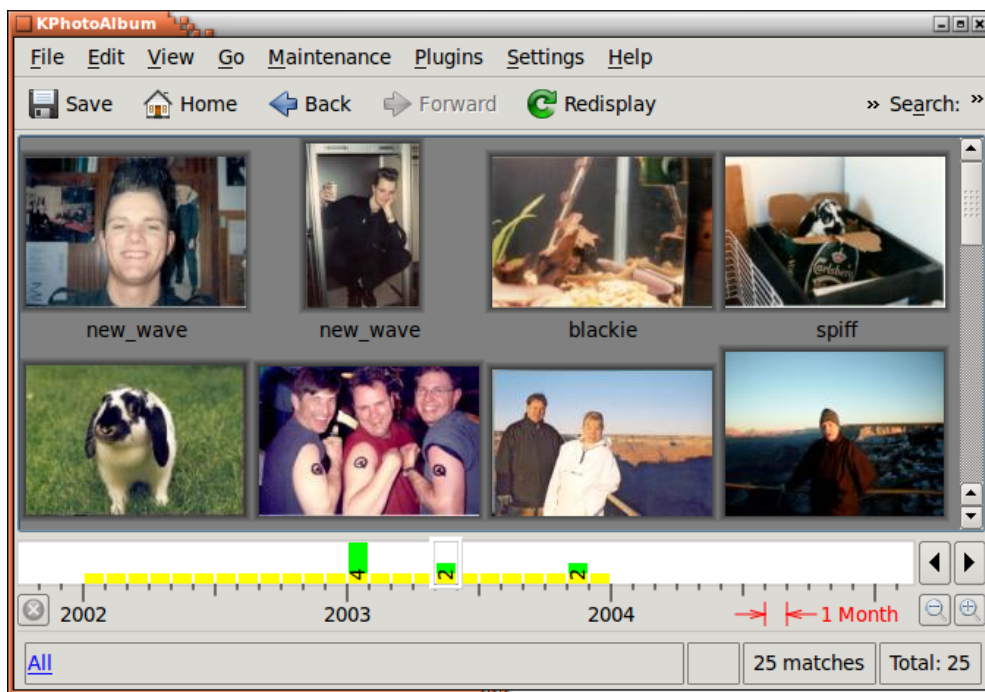 KPhotoAlbum
File Edit View Go Maintenance Plugins Settings Help
Save Home Back Forward Redisplay » Search: »
Carlsberg
new_wave new_wave blackie spiff
4 2 2
2002 2003 2004 1 Month
All 25 matches Total: 25